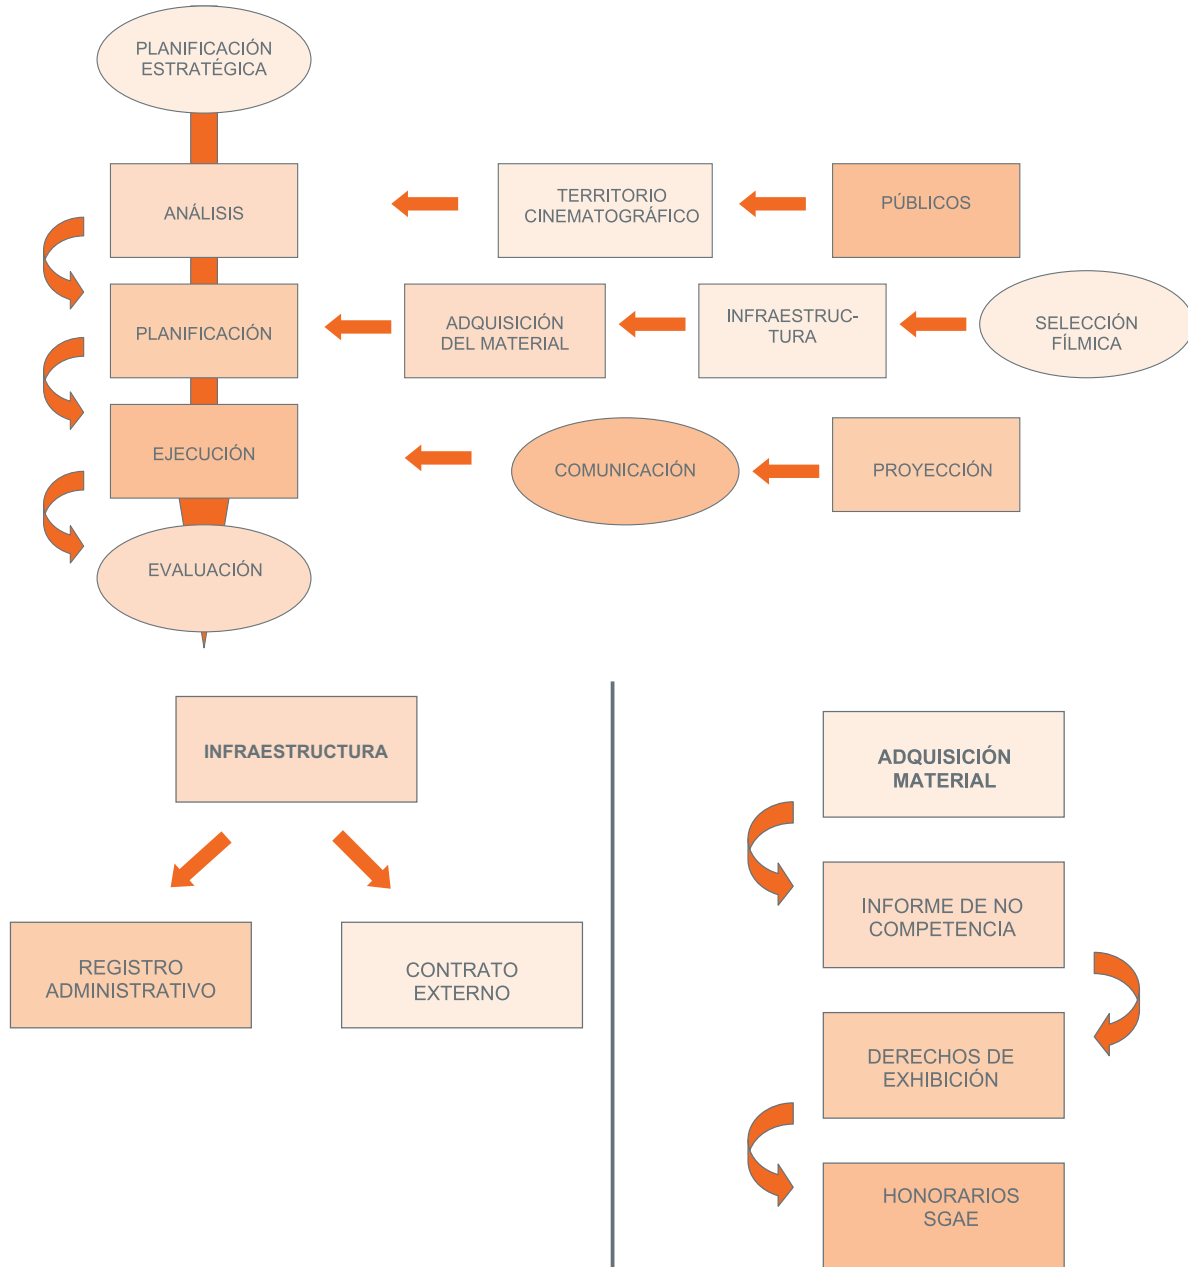 PLANIFICACIÓN
ESTRATÉGICA
ANÁLISIS
TERRITORIO
CINEMATOGRÁFICO
PÚBLICOS
PLANIFICACIÓN
ADQUISICIÓN
DEL MATERIAL
INFRAESTRUC-
TURA
SELECCIÓN
FÍLMICA
EJECUCIÓN
COMUNICACIÓN
PROYECCIÓN
EVALUACIÓN
INFRAESTRUCTURA
REGISTRO
ADMINISTRATIVO
CONTRATO
EXTERNO
ADQUISICIÓN
MATERIAL
INFORME DE NO
COMPETENCIA
DERECHOS DE
EXHIBICIÓN
HONORARIOS
SGAE